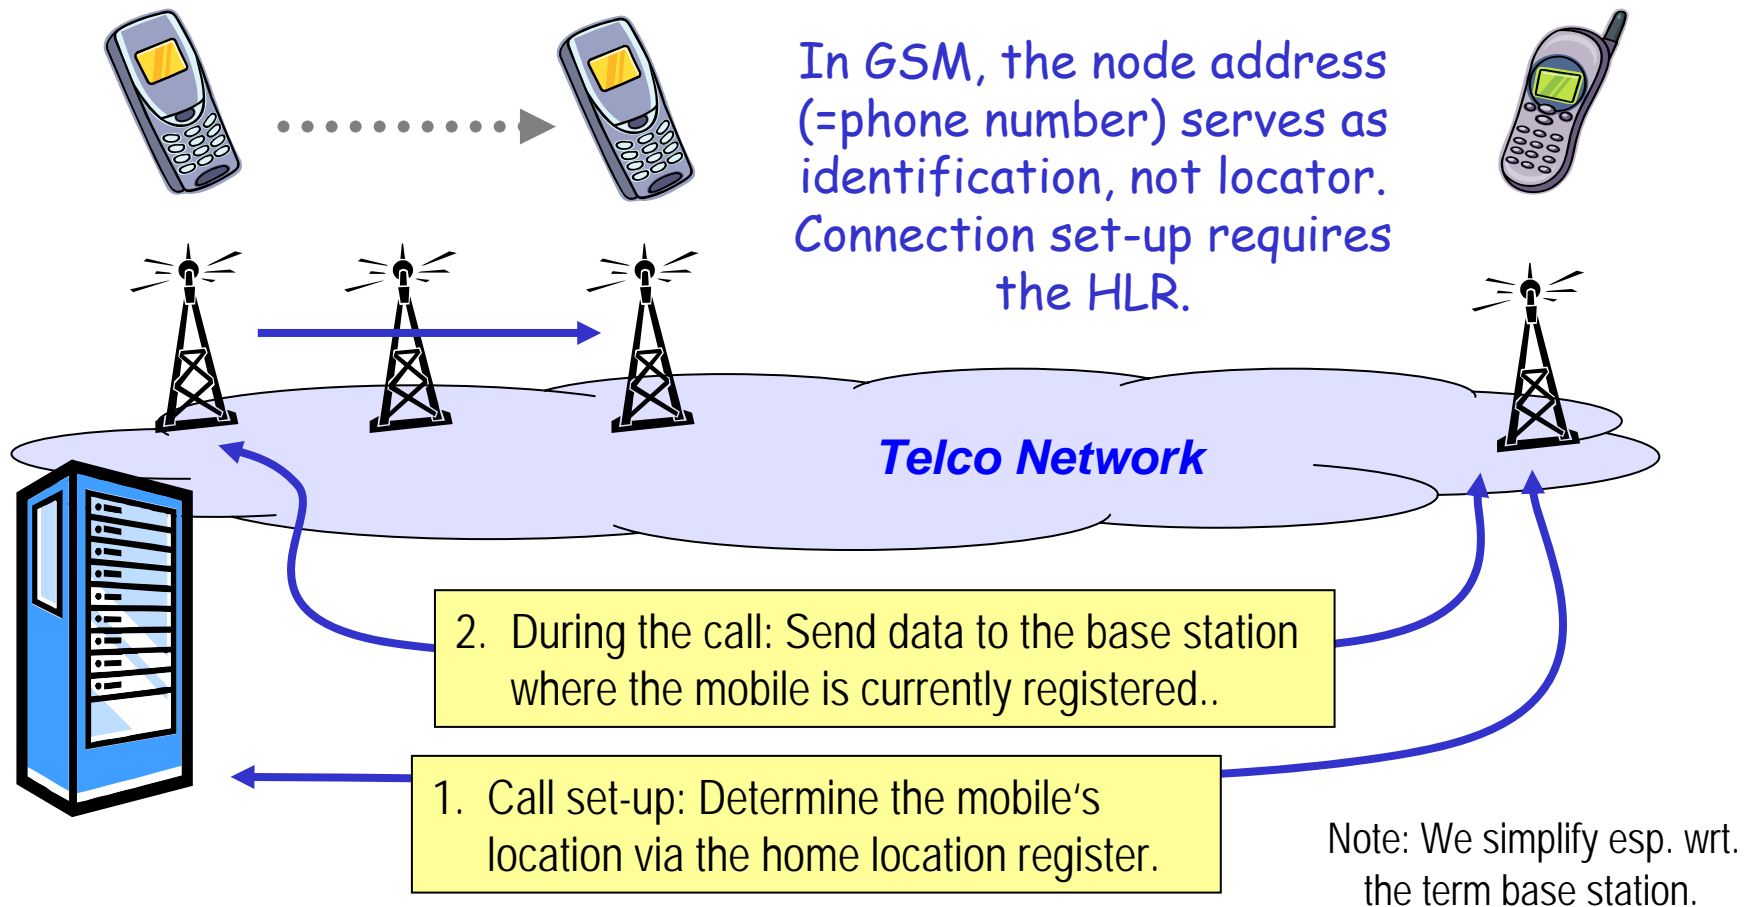 In GSM, the node address
(=phone number) serves as
identification, not locator.
Connection set-up requires
the HLR.
Telco Network
2. During the call: Send data to the base station
where the mobile is currently registered..
1. Call set-up: Determine the mobile‘s
location via the home location register.
Note: We simplify esp. wrt.
the term base station.